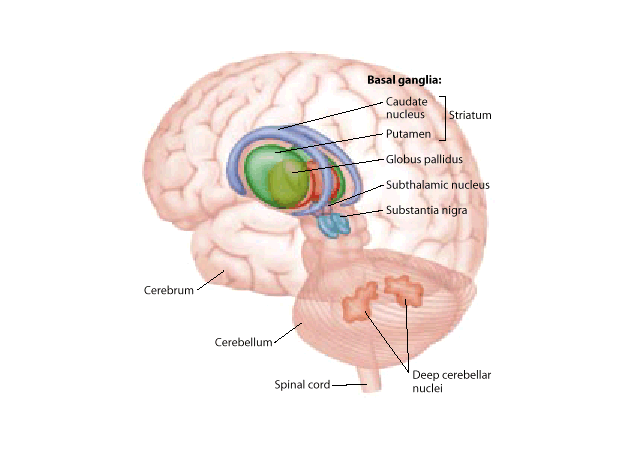 Basal ganglia:
Caudate
nucleus
Striatum
Putamen
Globus pallidus
Subthalamic nucleus
Substantia nigra
Cerebrum
Cerebellum
Spinal cord
Deep cerebellar
nuclei